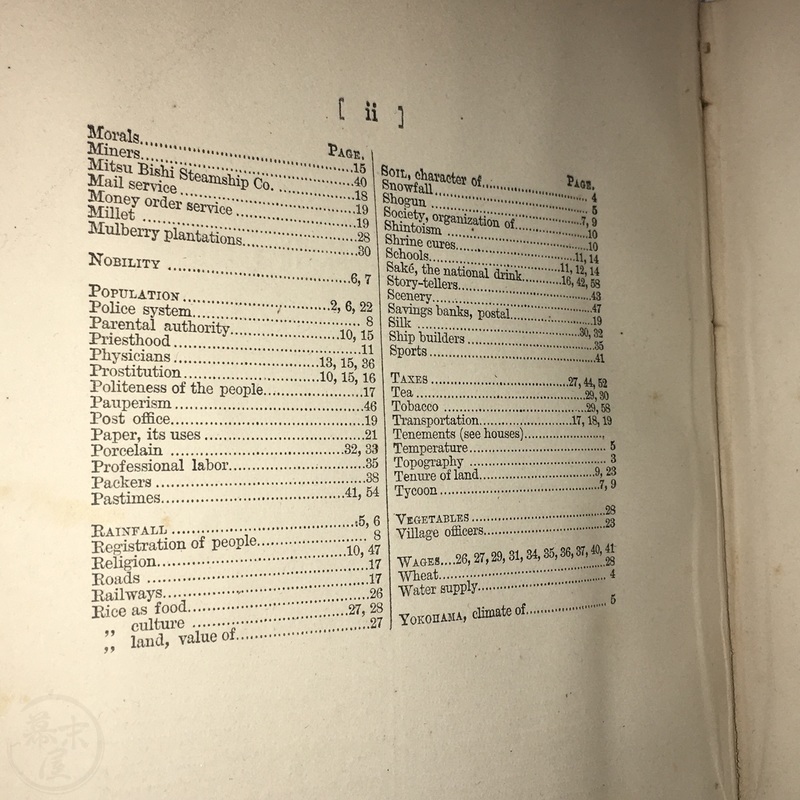 [ ii ]
PAGE.
Morals..........15
Miners..........40
Mitsu Bishi Steamship Co. ..........18
Mail service..........19
Money order service..........19
Millet ..........28
Mulberry plantations..........30
NOBILITY ..........6, 7
POPULATION..........2, 6, 22
Police system.......... 8
Parental authority..........10, 15
Priesthood..........11
Physicians..........13, 15, 36
Prostitution..........10, 15, 16
Politeness of the people..........17
Pauperism..........46
Post office..........19
Paper, its uses ..........21
Porcelain ..........32, 33
Professional labor..........35
Packers ..........38
Pastimes..........41, 54
RAINFALL ..........5, 6
Registration of people.......... 8
Religion..........10, 47
Roads ..........17
Railways..........17
Rice as food..........26
„ culture ..........27, 28
„ land, value of..........27
PAGE.
SOIL, character of.......... 4
Snowfall.......... 5
Shogun ..........7, 9
Society, organization of..........10
Shintoism ..........10
Shrine cures..........11, 14
Schools..........11, 12, 14
Saké, the national drink..........16, 42, 58
Story-tellers..........43
Scenery..........47
Savings banks, postal..........19
Silk ..........30, 32
Ship builders ..........35
Sports..........41
TAXES ..........27, 44, 52
Tea ..........29, 30
Tobacco ..........29, 58
Transportation..........17, 18, 19
Tenements (see houses)..........,
Temperature.......... 5
Topography .......... 3
Tenure of land..........9, 23
Tycoon..........7, 9
VEGETABLES..........28
Village officers..........23
WAGES....26, 27, 29, 31, 34, 35, 36, 37, 40, 41
Wheat..........28
Water supply.......... 4
YOKOHAMA, climate of.......... 5
幕末屋